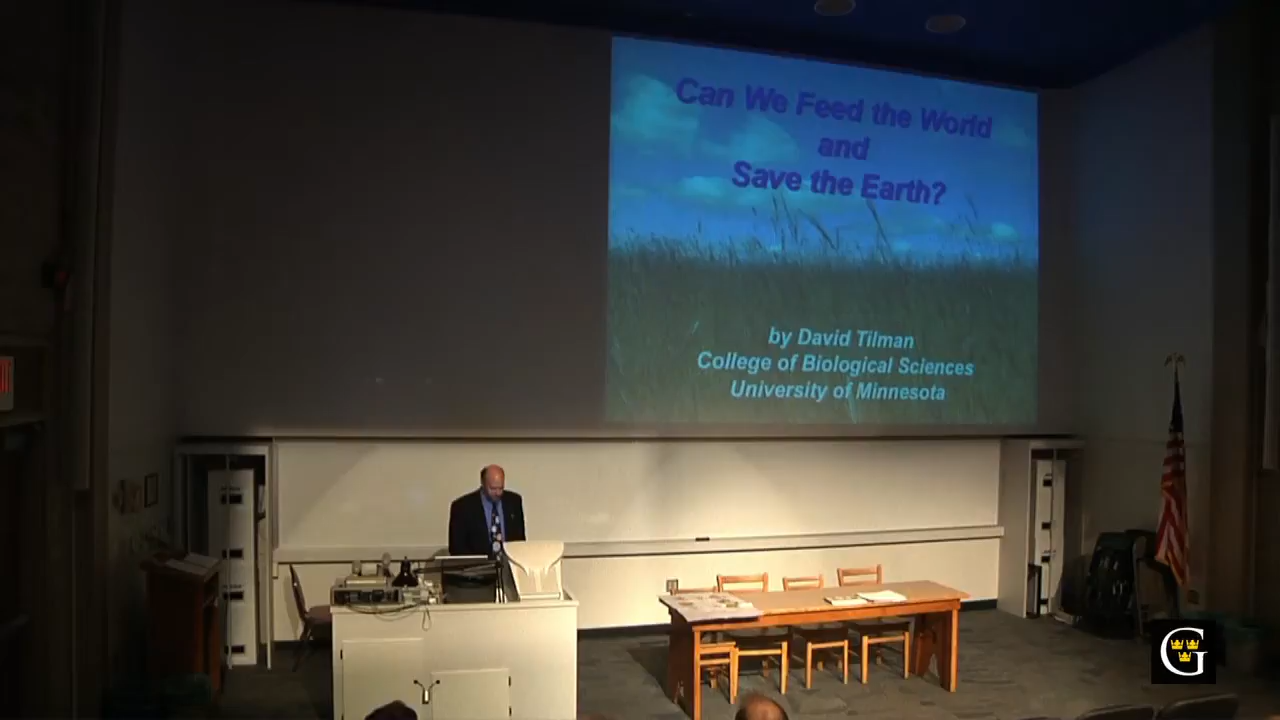 Can We Feed the World
and
Save the Earth?
by David Tilman
College of Biological Sciences
University of Minnesota
G